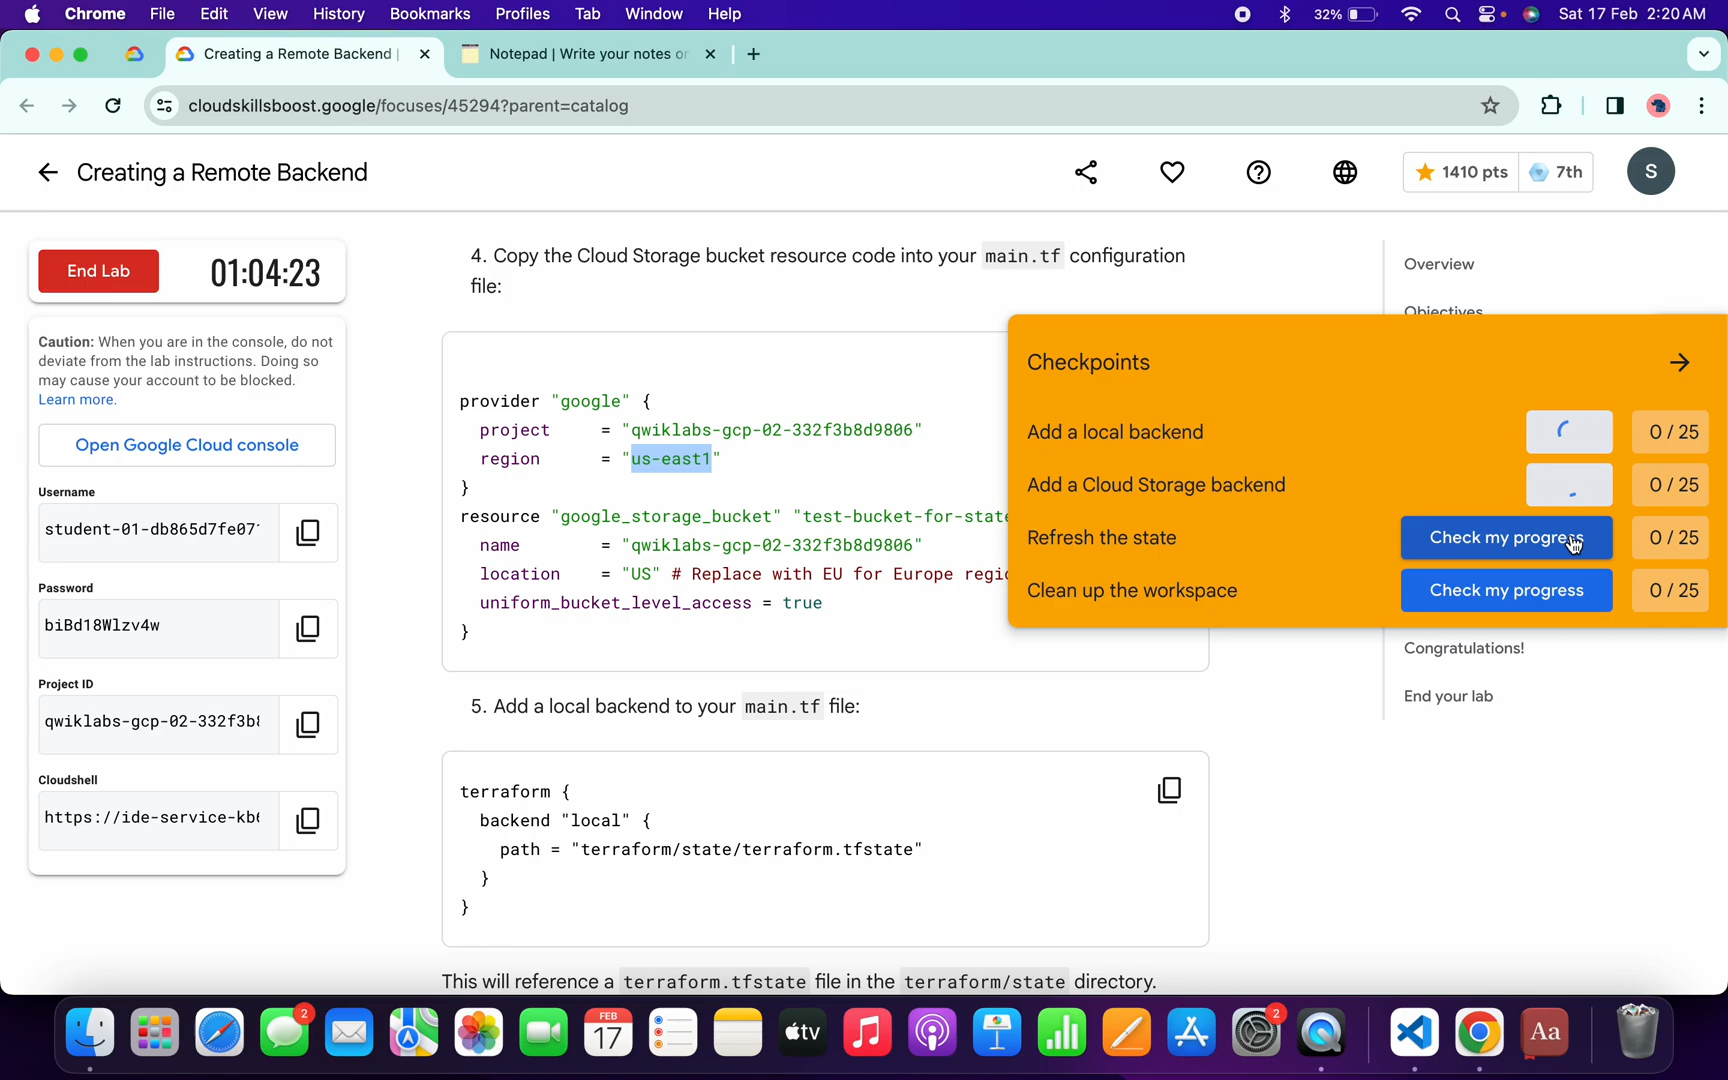 Chrome File Edit View History Bookmarks Profiles Tab Window Help 32% Sat 17 Feb 2:20 AM
Creating a Remote Backend | Notepad | Write your notes on
cloudskillsboost.google/focuses/45294?parent=catalog
Creating a Remote Backend 1410 pts 7th S
End Lab 01:04:23
Caution: When you are in the console, do not
deviate from the lab instructions. Doing so
may cause your account to be blocked.
Learn more.
Open Google Cloud console
Username
student-01-db865d7fe07
Password
biBd18Wlzv4w
Project ID
qwiklabs-gcp-02-332f3b8
Cloudshell
https://ide-service-kb6
4. Copy the Cloud Storage bucket resource code into your main.tf configuration
file:
provider "google" {
project = "qwiklabs-gcp-02-332f3b8d9806"
region = "us-east1"
}
resource "google_storage_bucket" "test-bucket-for-state
name = "qwiklabs-gcp-02-332f3b8d9806"
location = "US" # Replace with EU for Europe regio
uniform_bucket_level_access = true
}
5. Add a local backend to your main.tf file:
terraform {
backend "local" {
path = "terraform/state/terraform.tfstate"
}
}
This will reference a terraform.tfstate file in the terraform/state directory.
Overview
Objectives
Checkpoints
Add a local backend 0 / 25
Add a Cloud Storage backend 0 / 25
Refresh the state Check my progress 0 / 25
Clean up the workspace Check my progress 0 / 25
Congratulations!
End your lab
2 FEB 17 tv 2 Aa